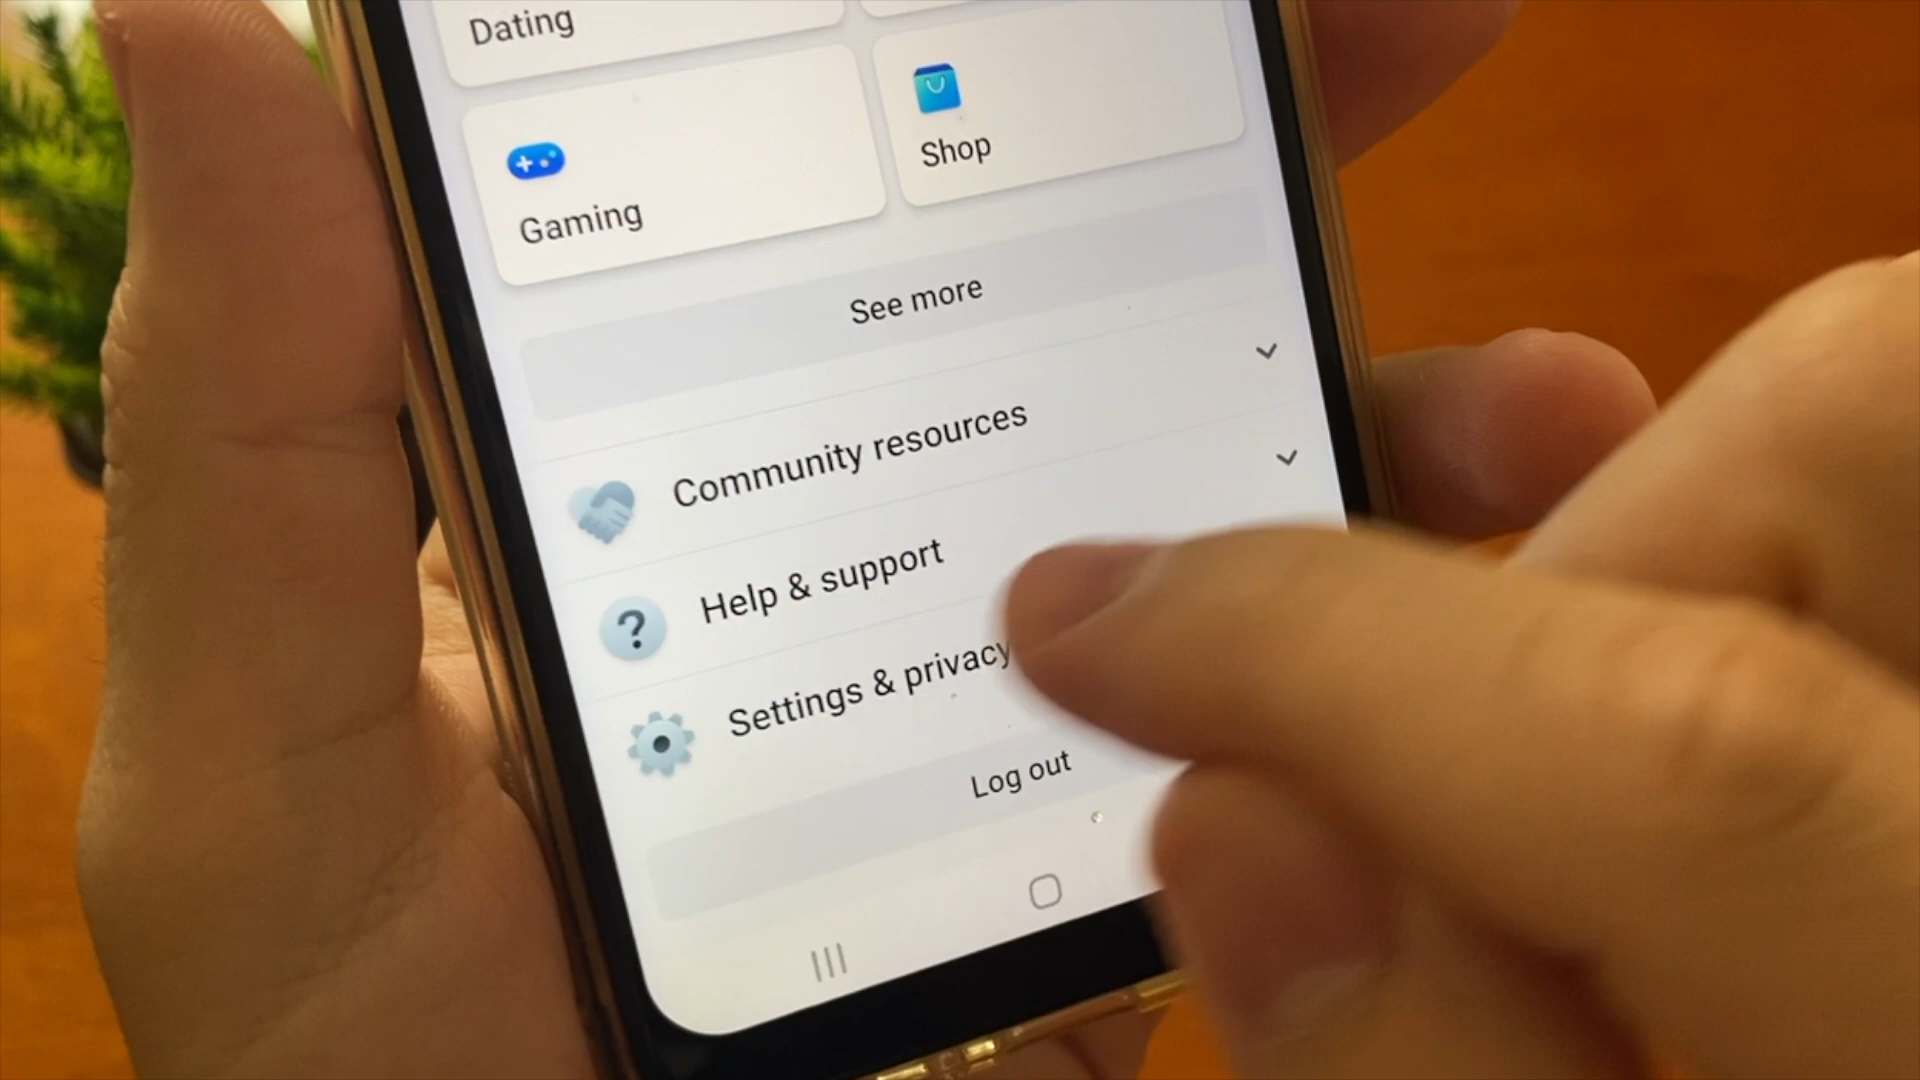 Dating
Gaming
Shop
See more
Community resources
Help & support
Settings & privacy
Log out